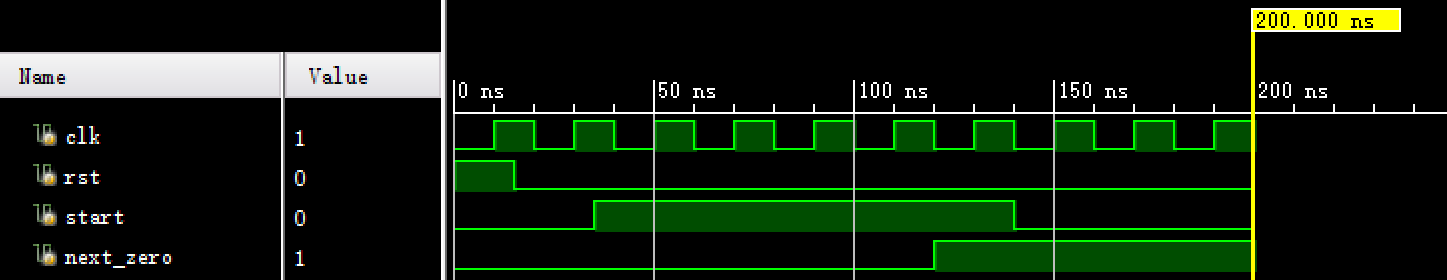 200.000 ns
Name Value
0 ns 50 ns 100 ns 150 ns 200 ns
clk 1
rst 0
start 0
next_zero 1